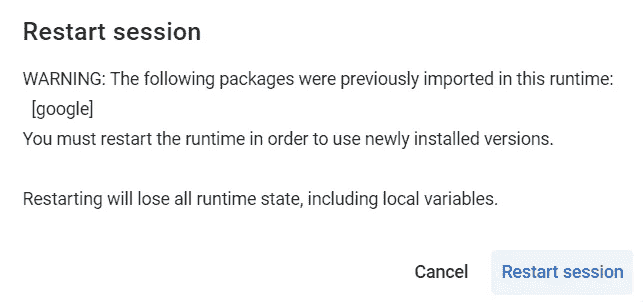 Restart session
WARNING: The following packages were previously imported in this runtime:
[google]
You must restart the runtime in order to use newly installed versions.
Restarting will lose all runtime state, including local variables.
Cancel Restart session